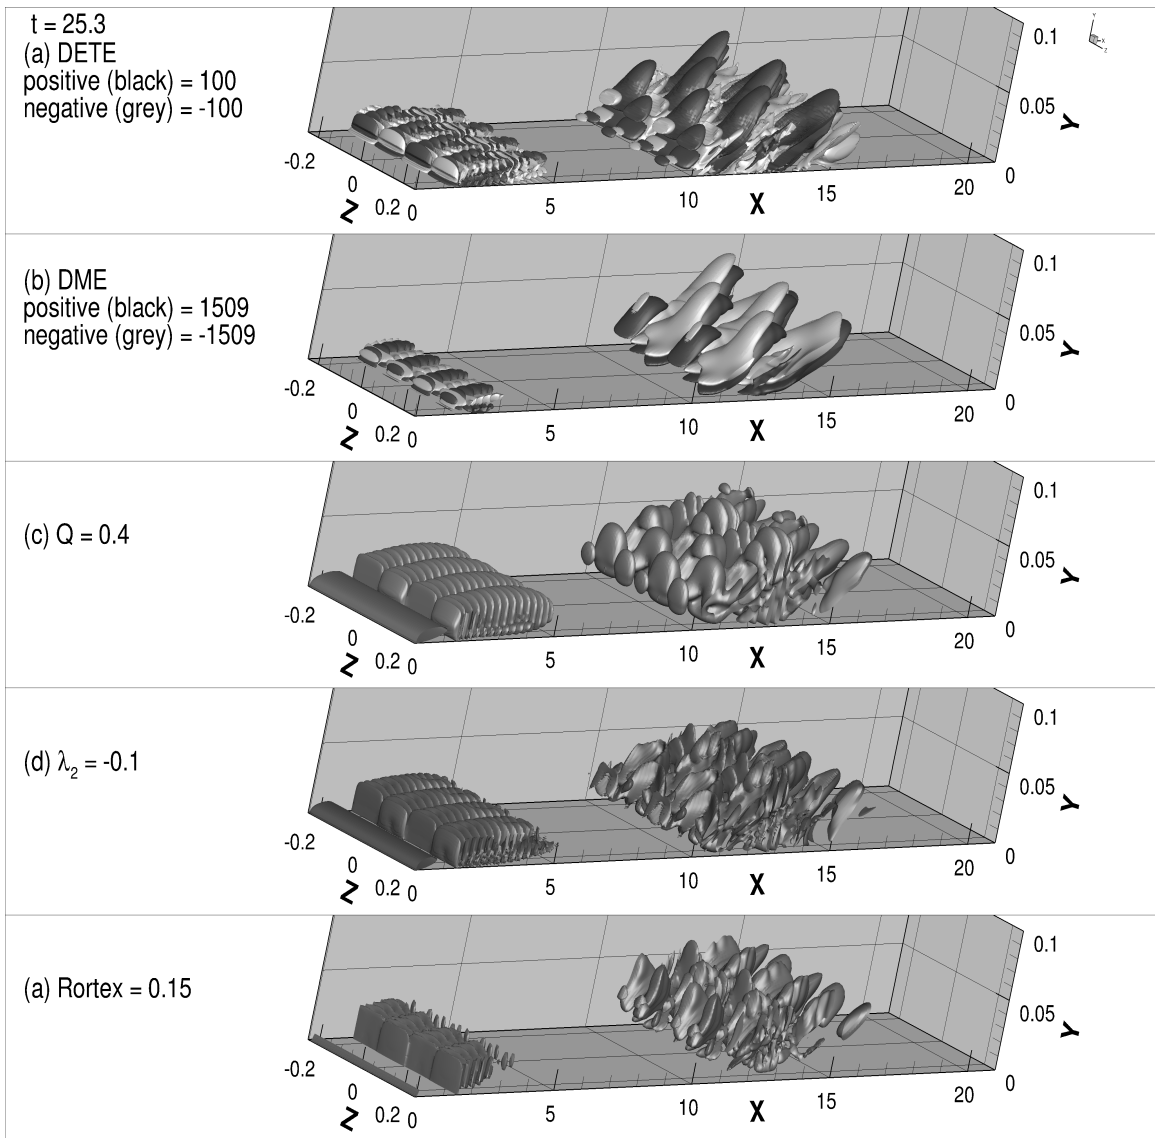 t = 25.3
(a) DETE
positive (black) = 100
negative (grey) = -100
0.1
0.05
0
Y
-0.2
0
0.2
Z
0
5
10
15
20
X
Y
X
Z
(b) DME
positive (black) = 1509
negative (grey) = -1509
0.1
0.05
0
Y
-0.2
0
0.2
Z
0
5
10
15
20
X
(c) Q = 0.4
0.1
0.05
0
Y
-0.2
0
0.2
Z
0
5
10
15
20
X
(d) λ₂ = -0.1
0.1
0.05
0
Y
-0.2
0
0.2
Z
0
5
10
15
20
X
(a) Rortex = 0.15
0.1
0.05
0
Y
-0.2
0
0.2
Z
0
5
10
15
20
X